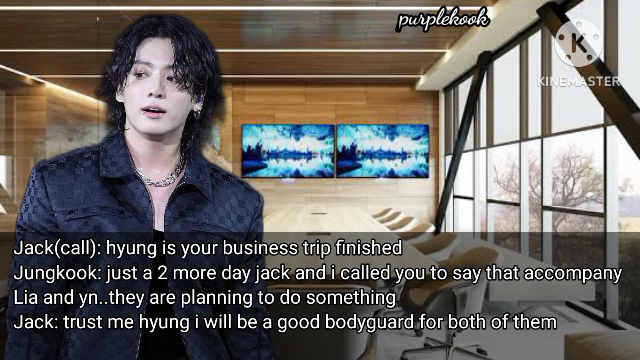 purplekook
KINEMASTER
Jack(call): hyung is your business trip finished
Jungkook: just a 2 more day jack and i called you to say that accompany
Lia and yn..they are planning to do something
Jack: trust me hyung i will be a good bodyguard for both of them